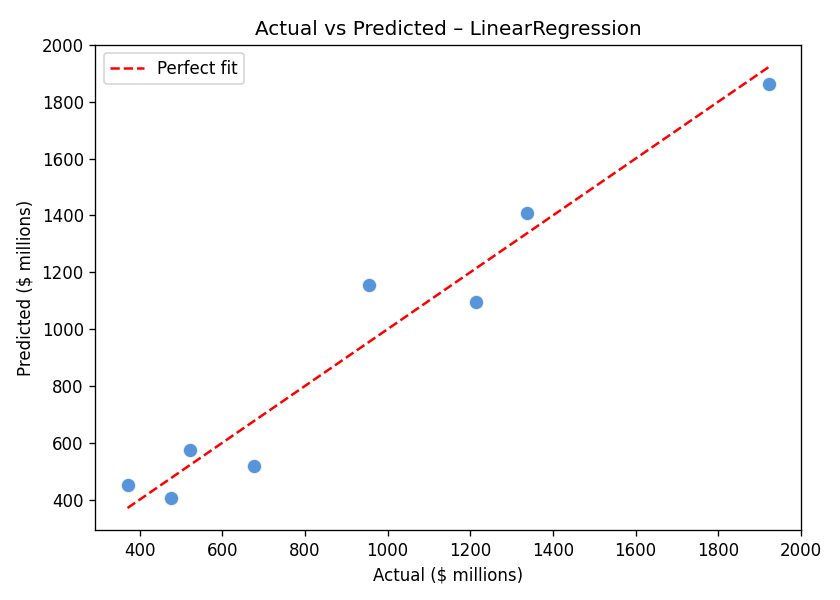 Actual vs Predicted – LinearRegression
Perfect fit
Predicted ($ millions)
2000
1800
1600
1400
1200
1000
800
600
400
400 600 800 1000 1200 1400 1600 1800 2000
Actual ($ millions)